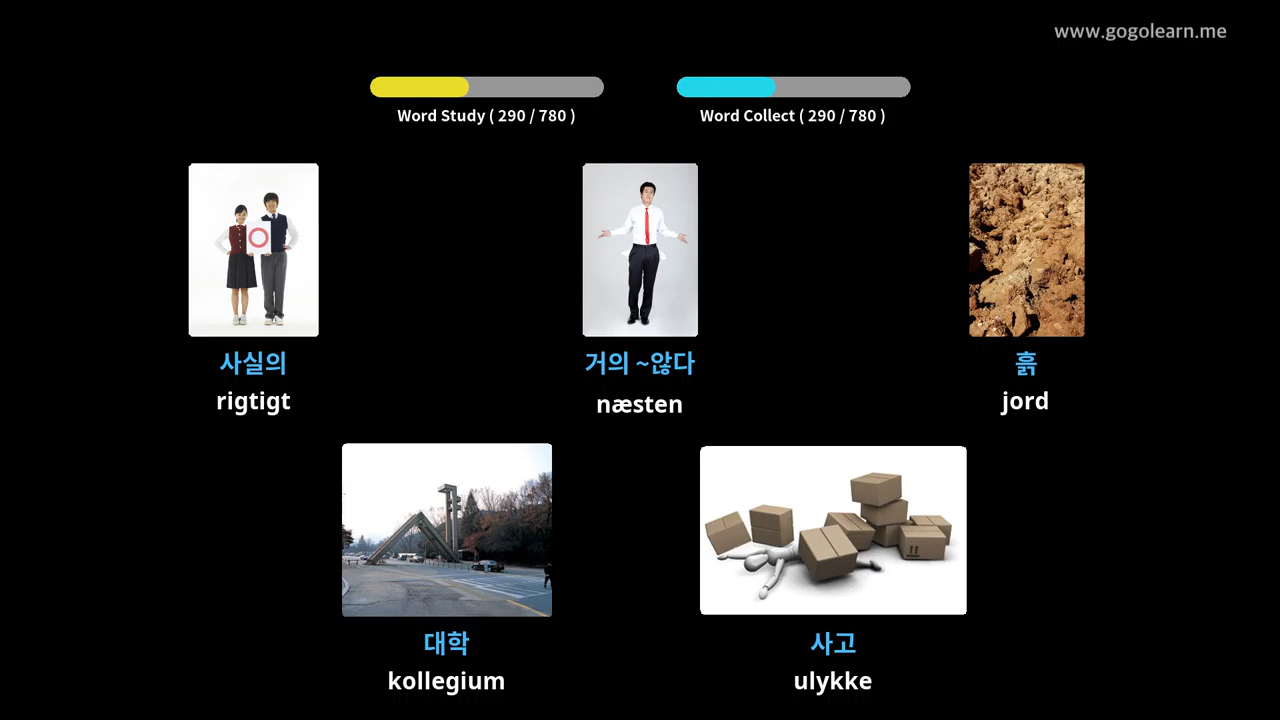 www.gogolearn.me
Word Study ( 290 / 780 )
Word Collect ( 290 / 780 )
사실의
rigtigt
거의 ~않다
næsten
흙
jord
대학
kollegium
사고
ulykke